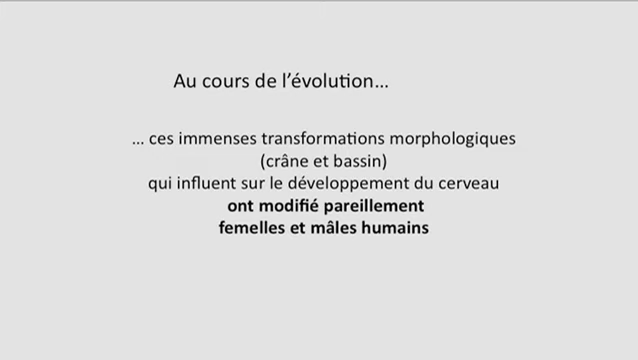 Au cours de l’évolution…
… ces immenses transformations morphologiques
(crâne et bassin)
qui influent sur le développement du cerveau
ont modifié pareillement
femelles et mâles humains